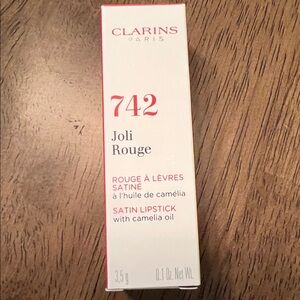 CLARINS
PARIS
742
Joli
Rouge
ROUGE À LÈVRES
SATINÉ
à l'huile de camélia
SATIN LIPSTICK
with camelia oil
3,5 g 0.1 Oz. Net Wt.